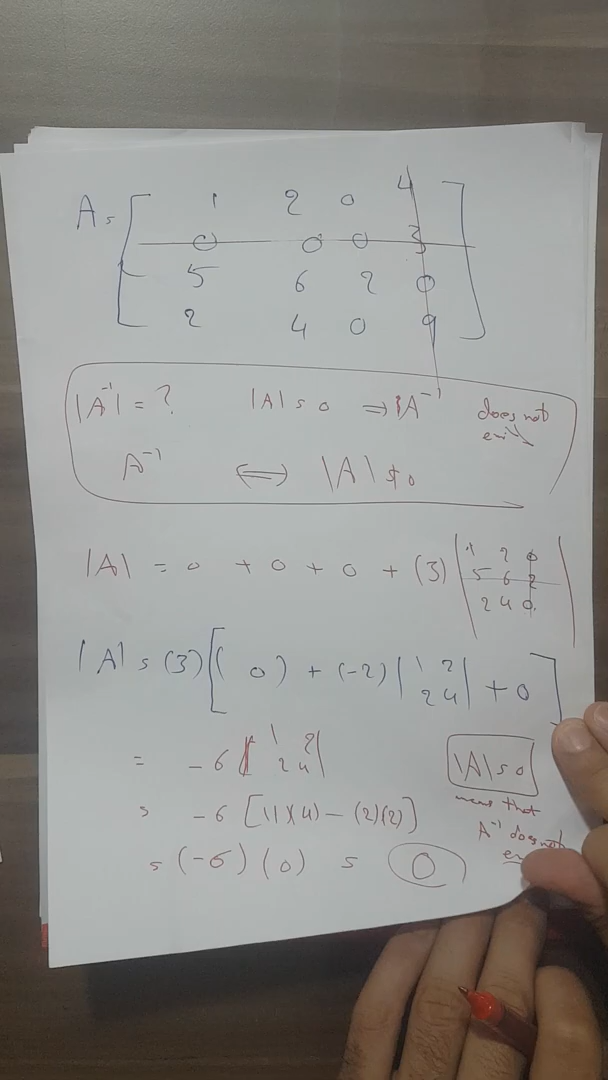 A = [ 1 2 0 4
0 0 0 3
5 6 2 0
2 4 0 9 ]
|A⁻¹| = ? |A| = 0 ⇒ A⁻¹ does not
A⁻¹ ⟺ |A| ≠ 0
|A| = 0 + 0 + 0 + (3) | 1 2 0
5 6 2
2 4 0 |
|A| = (3) [ ( 0 ) + (-2) | 1 2
2 4 | + 0 ]
= -6 | 1 2
2 4 |
|A| = 0
= -6 [(1)(4) - (2)(2)]
that
A⁻¹ does not
= (-6) (0) = 0